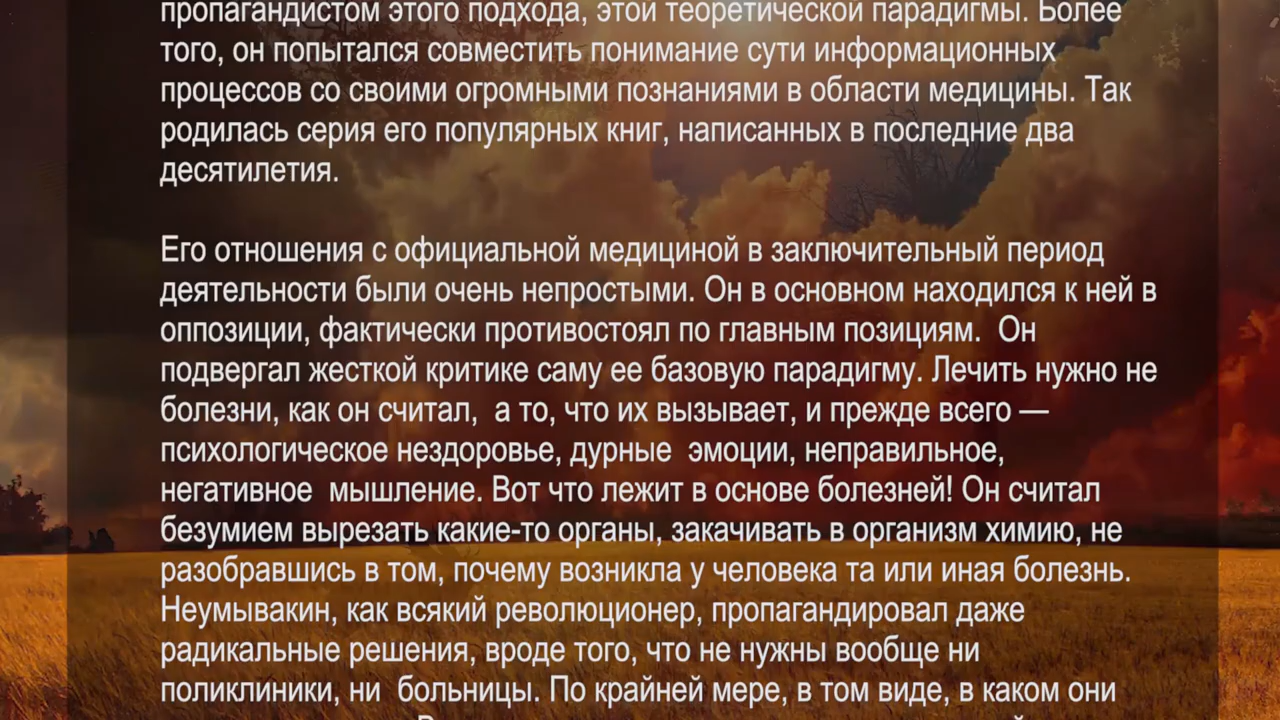 пропагандистом этого подхода, этой теоретической парадигмы. Более
того, он попытался совместить понимание сути информационных
процессов со своими огромными познаниями в области медицины. Так
родилась серия его популярных книг, написанных в последние два
десятилетия.
Его отношения с официальной медициной в заключительный период
деятельности были очень непростыми. Он в основном находился к ней в
оппозиции, фактически противостоял по главным позициям.  Он
подвергал жесткой критике саму ее базовую парадигму. Лечить нужно не
болезни, как он считал,  а то, что их вызывает, и прежде всего —
психологическое нездоровье, дурные  эмоции, неправильное,
негативное  мышление. Вот что лежит в основе болезней! Он считал
безумием вырезать какие-то органы, закачивать в организм химию, не
разобравшись в том, почему возникла у человека та или иная болезнь.
Неумывакин, как всякий революционер, пропагандировал даже
радикальные решения, вроде того, что не нужны вообще ни
поликлиники, ни  больницы. По крайней мере, в том виде, в каком они